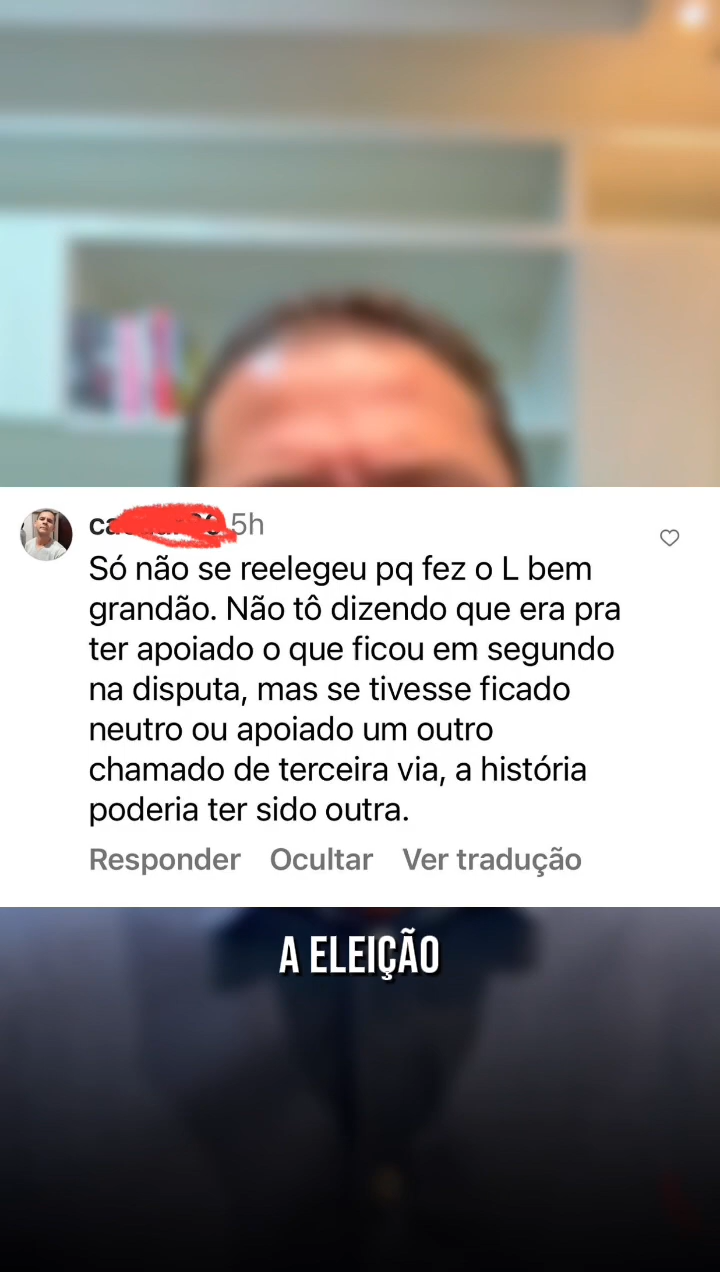 5h
Só não se reelegeu pq fez o L bem
grandão. Não tô dizendo que era pra
ter apoiado o que ficou em segundo
na disputa, mas se tivesse ficado
neutro ou apoiado um outro
chamado de terceira via, a história
poderia ter sido outra.
Responder Ocultar Ver tradução
A ELEIÇÃO